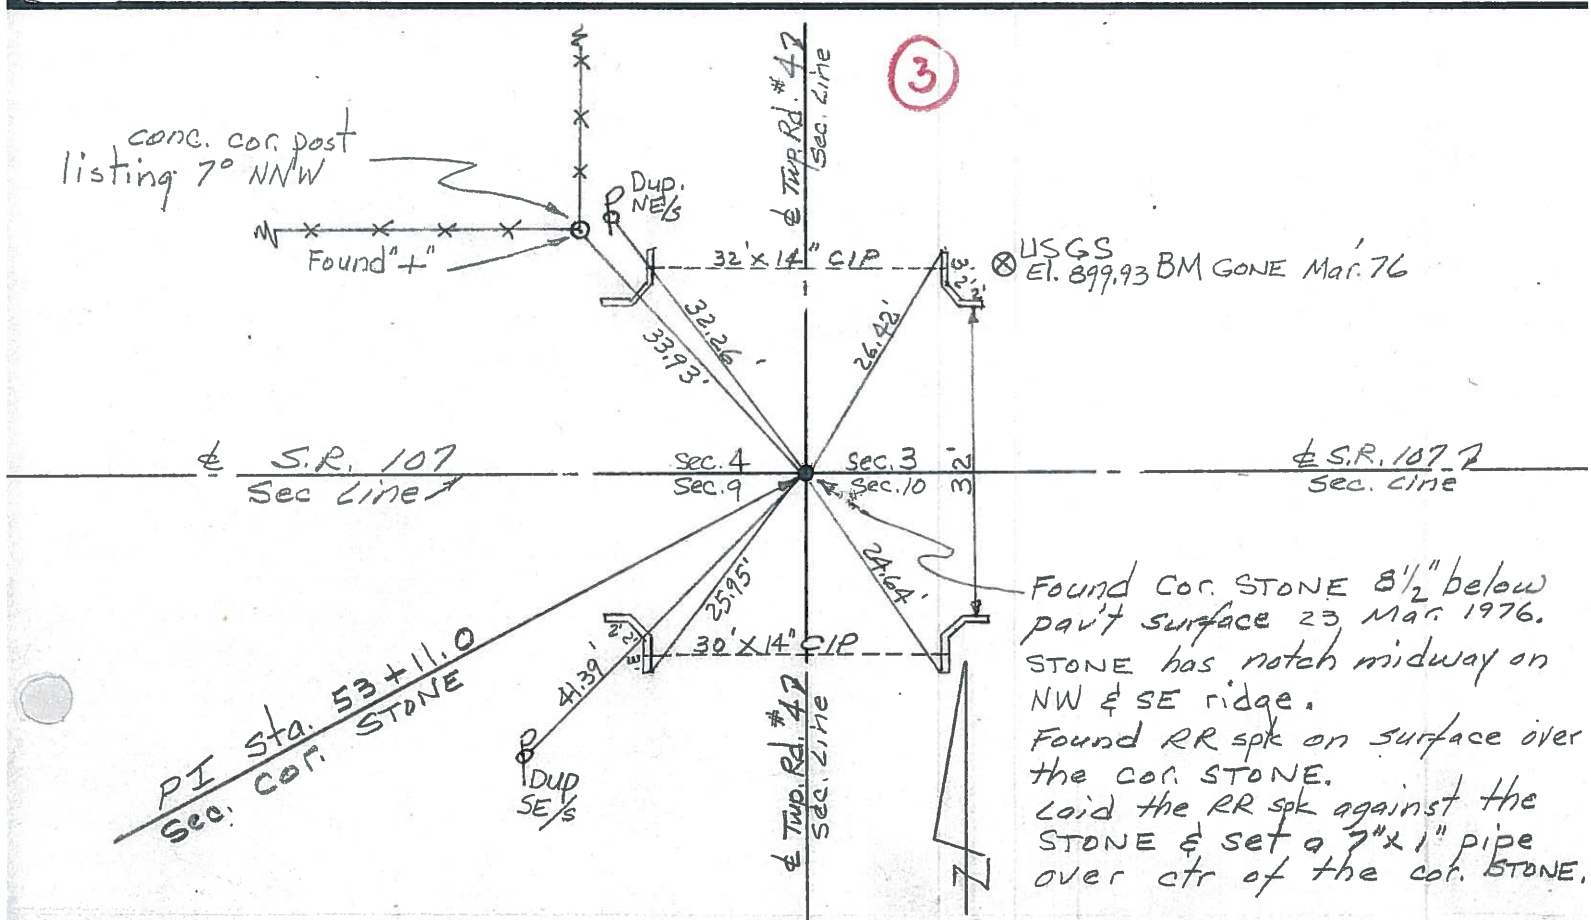 3
℄ Twp. Rd. #47
Sec. Line
conc. cor. post
listing 7° NNW
Dup.
NE/s
Found "+"
32' x 14" CIP
3'
2'
2'
USGS
El. 899.93 BM GONE Mar. '76
32.26'
33.93'
26.42'
℄ S.R. 107
Sec Line
Sec. 4
Sec. 9
Sec. 3
Sec. 10
32'
℄ S.R. 107
Sec. Line
25.95'
24.64'
41.39'
2'
2'
3'
30' X 14" CIP
PI sta. 53+11.0
Sec. cor. STONE
Dup
SE/s
℄ Twp. Rd. #47
Sec. Line
Found Cor. STONE 8½" below
pav't surface 23 Mar. 1976.
STONE has notch midway on
NW & SE ridge.
Found RR spk on surface over
the cor. STONE.
Laid the RR spk against the
STONE & set a 7"x1" pipe
over ctr of the cor. STONE.
Z